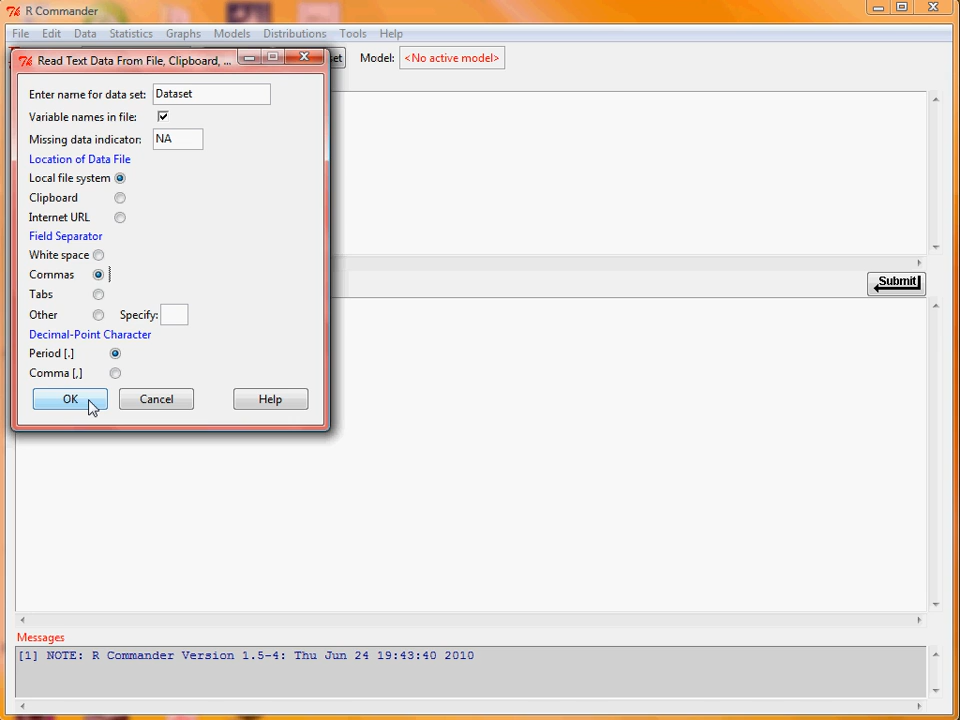 R Commander
File Edit Data Statistics Graphs Models Distributions Tools Help
Read Text Data From File, Clipboard, ...
et Model: <No active model>
Enter name for data set: Dataset
Variable names in file:
Missing data indicator: NA
Location of Data File
Local file system
Clipboard
Internet URL
Field Separator
White space
Commas
Tabs
Other Specify:
Decimal-Point Character
Period [.]
Comma [,]
OK Cancel Help
Submit
Messages
[1] NOTE: R Commander Version 1.5-4: Thu Jun 24 19:43:40 2010